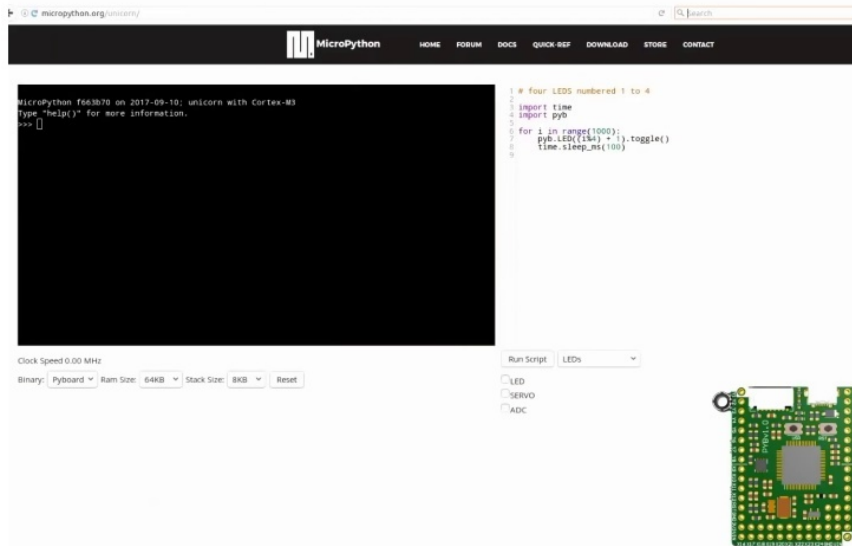 micropython.org/unicorn/
Search
MicroPython
HOME FORUM DOCS QUICK-REF DOWNLOAD STORE CONTACT
MicroPython f663b70 on 2017-09-10; unicorn with Cortex-M3
Type "help()" for more information.
>>>
1 # four LEDS numbered 1 to 4
2
3 import time
4 import pyb
5
6 for i in range(1000):
7 pyb.LED((i%4) + 1).toggle()
8 time.sleep_ms(100)
9
Clock Speed 0.00 MHz
Binary: Pyboard Ram Size: 64KB Stack Size: 8KB Reset
Run Script LEDs
LED
SERVO
ADC
PYBv1.0